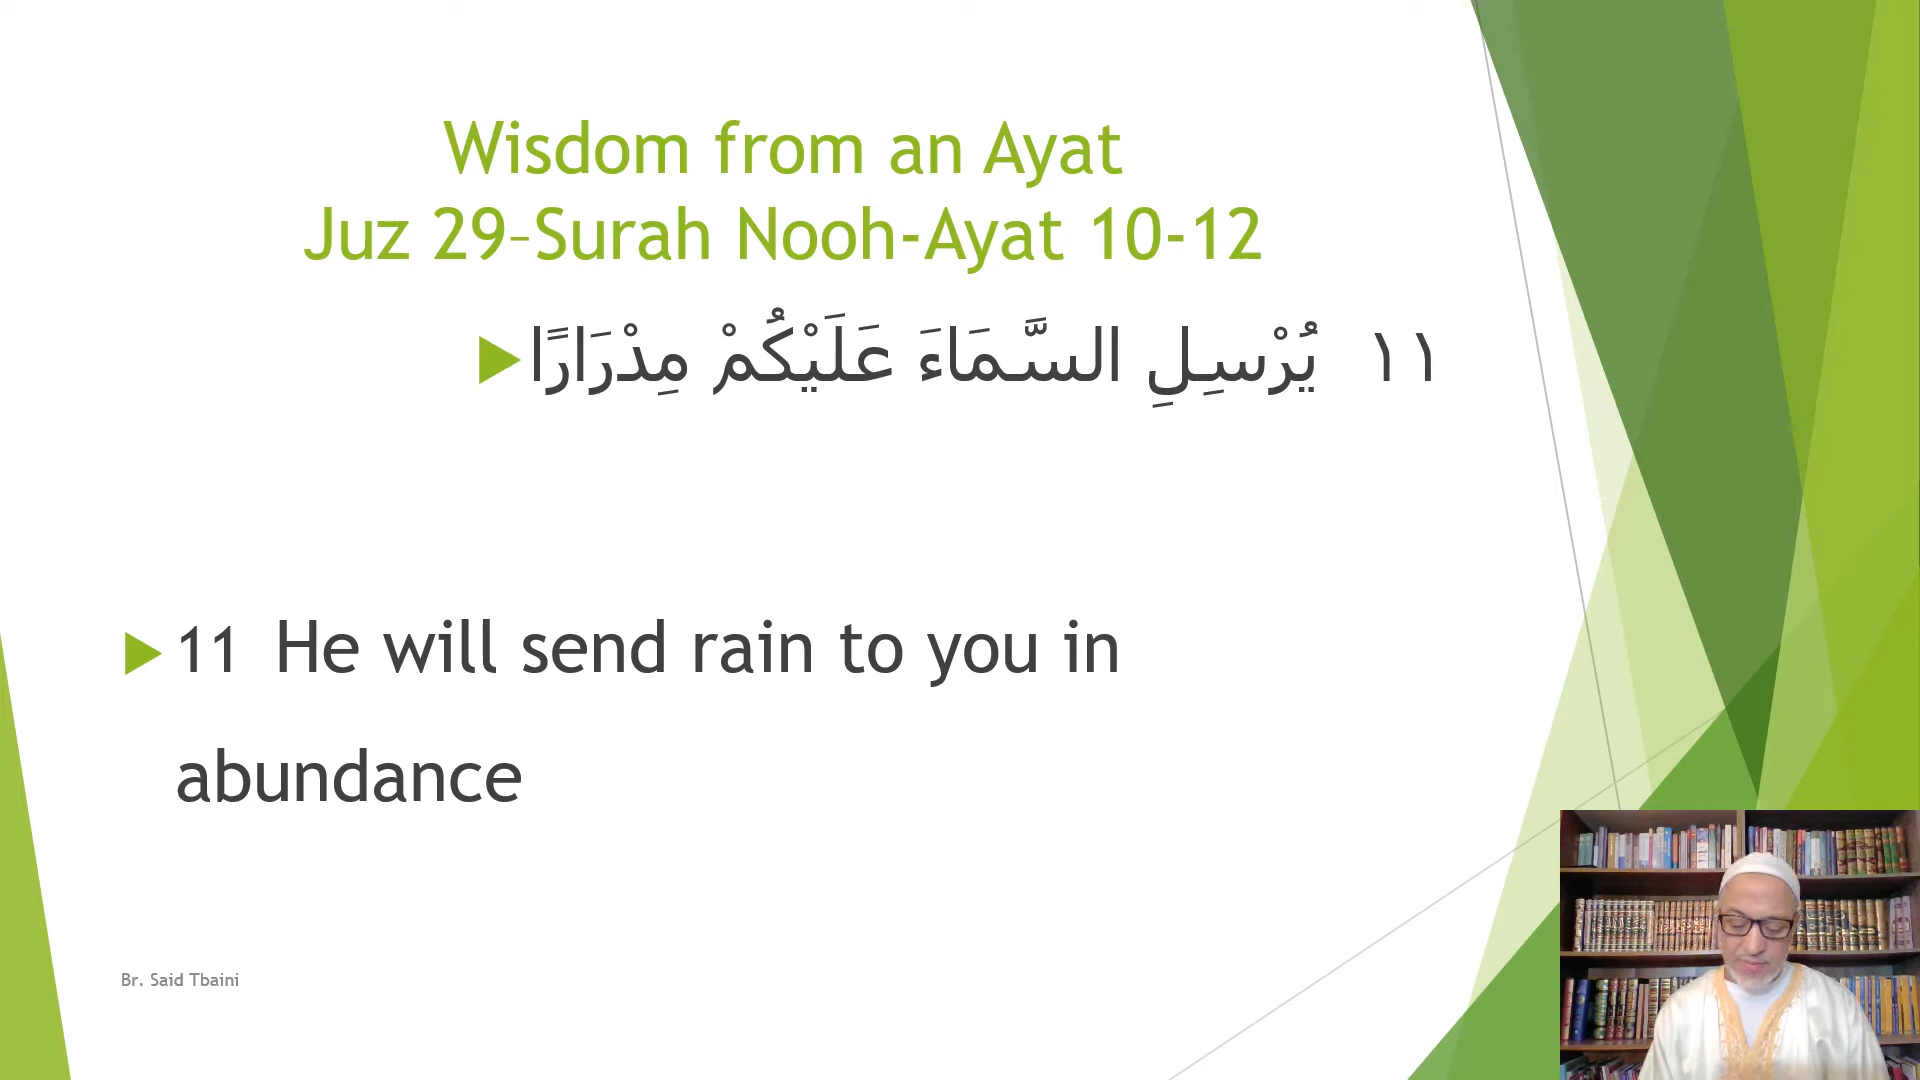 Wisdom from an Ayat
Juz 29–Surah Nooh-Ayat 10-12
١١ يُرْسِلِ السَّمَاءَ عَلَيْكُمْ مِدْرَارًا
11 He will send rain to you in
abundance
Br. Said Tbaini